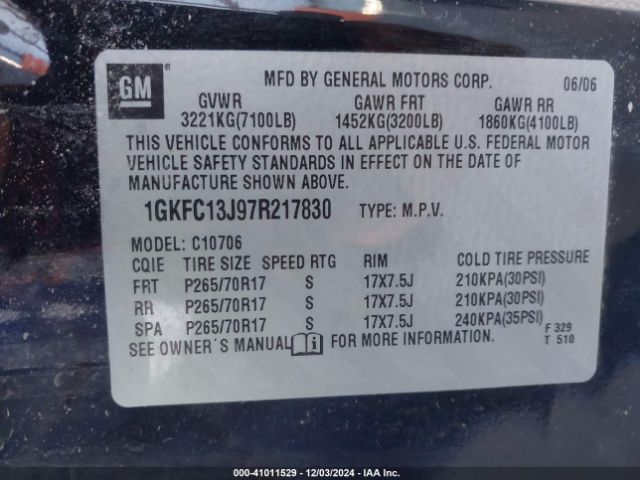 GM ®
MFD BY GENERAL MOTORS CORP. 06/06
GVWR GAWR FRT GAWR RR
3221KG(7100LB) 1452KG(3200LB) 1860KG(4100LB)
THIS VEHICLE CONFORMS TO ALL APPLICABLE U.S. FEDERAL MOTOR
VEHICLE SAFETY STANDARDS IN EFFECT ON THE DATE OF
MANUFACTURE SHOWN ABOVE.
1GKFC13J97R217830 TYPE: M.P.V.
MODEL: C10706
CQIE TIRE SIZE SPEED RTG RIM COLD TIRE PRESSURE
FRT P265/70R17 S 17X7.5J 210KPA(30PSI)
RR P265/70R17 S 17X7.5J 210KPA(30PSI)
SPA P265/70R17 S 17X7.5J 240KPA(35PSI) F 329
SEE OWNER'S MANUAL i FOR MORE INFORMATION. T 510
232 - #41011529 - 12/03/2024 - IAA Inc.